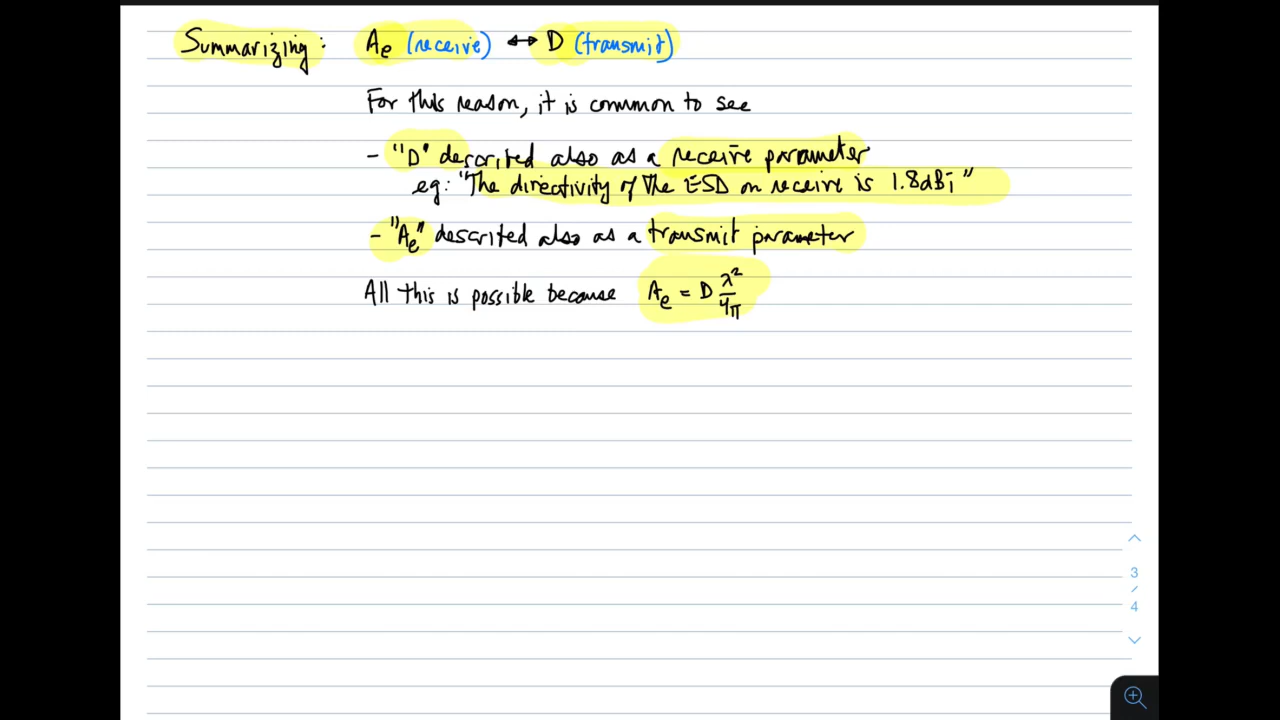 Summarizing: Ae (receive) ↔ D (transmit)
For this reason, it is common to see
- "D" described also as a receive parameter
eg: "The directivity of the ESD on receive is 1.8dBi"
- "Ae" described also as a transmit parameter
All this is possible because Ae = D λ²/4π
3
/
4